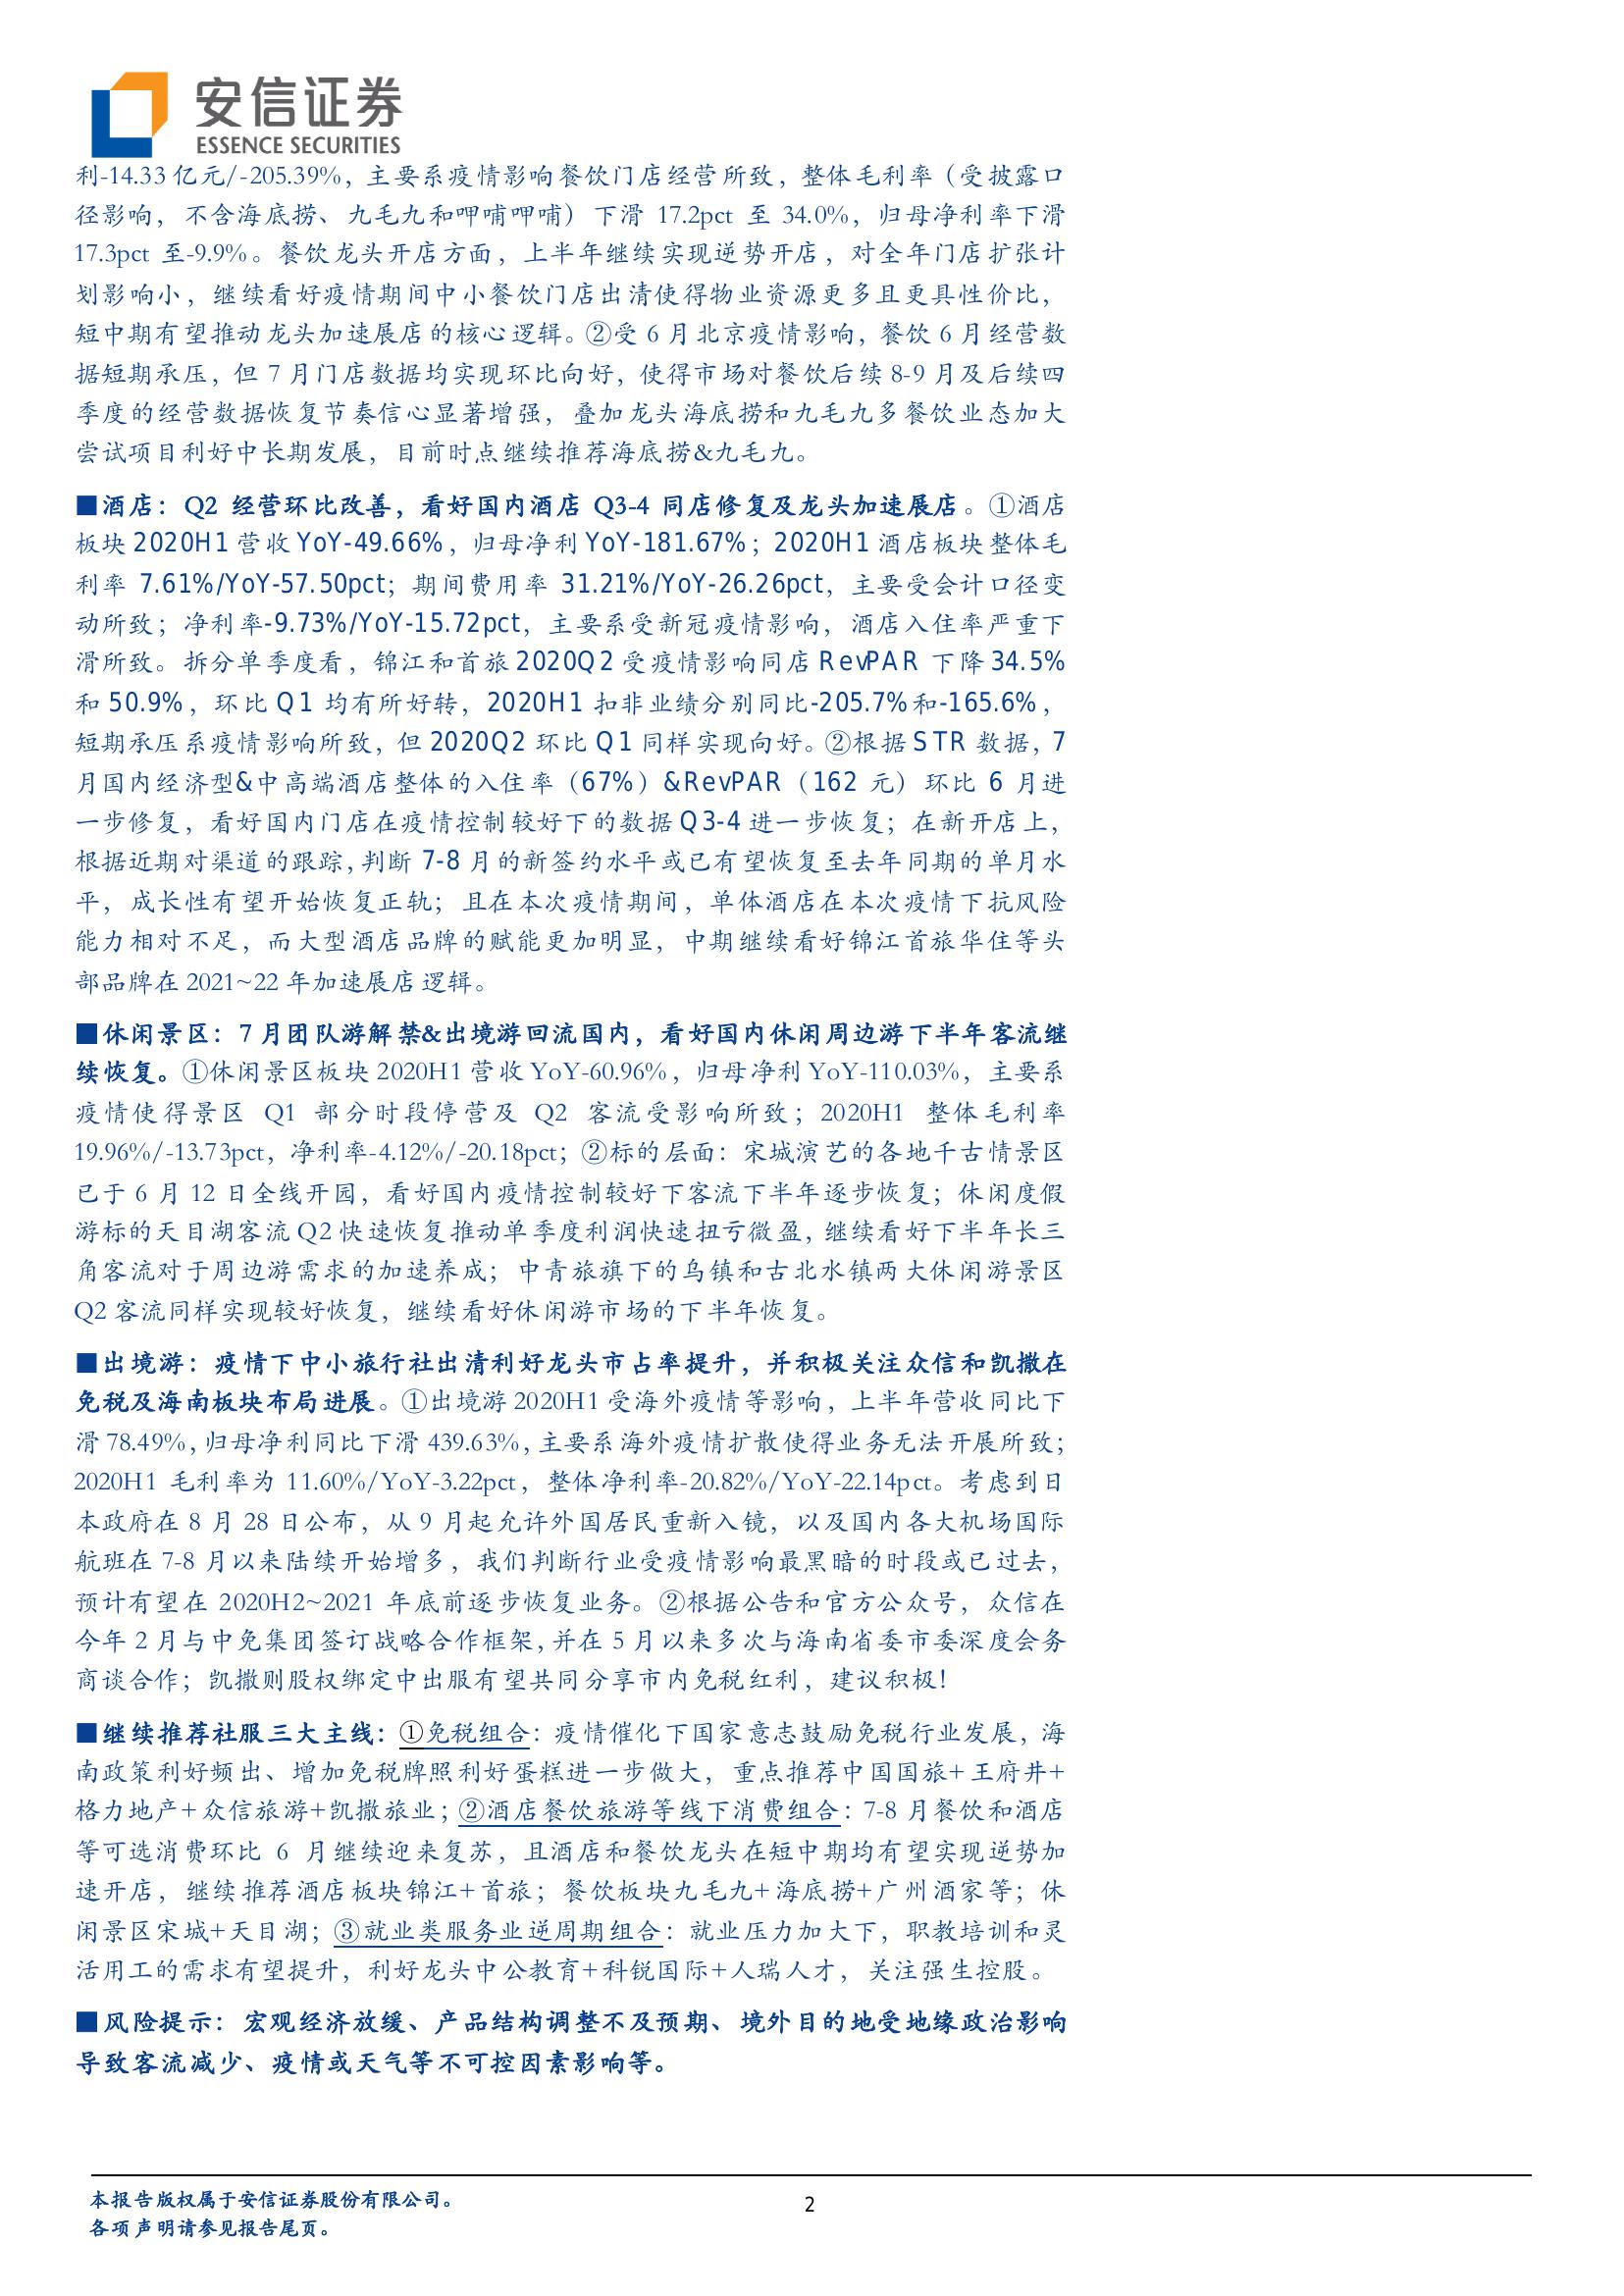 安信证券
ESSENCE SECURITIES
利-14.33 亿元/-205.39%，主要系疫情影响餐饮门店经营所致，整体毛利率（受披露口
径影响，不含海底捞、九毛九和呷哺呷哺）下滑 17.2pct 至 34.0%，归母净利率下滑
17.3pct 至-9.9%。餐饮龙头开店方面，上半年继续实现逆势开店，对全年门店扩张计
划影响小，继续看好疫情期间中小餐饮门店出清使得物业资源更多且更具性价比，
短中期有望推动龙头加速展店的核心逻辑。②受 6 月北京疫情影响，餐饮 6 月经营数
据短期承压，但 7 月门店数据均实现环比向好，使得市场对餐饮后续 8-9 月及后续四
季度的经营数据恢复节奏信心显著增强，叠加龙头海底捞和九毛九多餐饮业态加大
尝试项目利好中长期发展，目前时点继续推荐海底捞&九毛九。
■酒店：Q2 经营环比改善，看好国内酒店 Q3-4 同店修复及龙头加速展店。①酒店
板块 2020H1 营收 YoY-49.66%，归母净利 YoY-181.67%；2020H1 酒店板块整体毛
利率 7.61%/YoY-57.50pct；期间费用率 31.21%/YoY-26.26pct，主要受会计口径变
动所致；净利率-9.73%/YoY-15.72pct，主要系受新冠疫情影响，酒店入住率严重下
滑所致。拆分单季度看，锦江和首旅 2020Q2 受疫情影响同店 RevPAR 下降 34.5%
和 50.9%，环比 Q1 均有所好转，2020H1 扣非业绩分别同比-205.7%和-165.6%，
短期承压系疫情影响所致，但 2020Q2 环比 Q1 同样实现向好。②根据 STR 数据，7
月国内经济型&中高端酒店整体的入住率（67%）&RevPAR（162 元）环比 6 月进
一步修复，看好国内门店在疫情控制较好下的数据 Q3-4 进一步恢复；在新开店上，
根据近期对渠道的跟踪，判断 7-8 月的新签约水平或已有望恢复至去年同期的单月水
平，成长性有望开始恢复正轨；且在本次疫情期间，单体酒店在本次疫情下抗风险
能力相对不足，而大型酒店品牌的赋能更加明显，中期继续看好锦江首旅华住等头
部品牌在 2021~22 年加速展店逻辑。
■休闲景区：7 月团队游解禁&出境游回流国内，看好国内休闲周边游下半年客流继
续恢复。①休闲景区板块 2020H1 营收 YoY-60.96%，归母净利 YoY-110.03%，主要系
疫情使得景区 Q1 部分时段停营及 Q2 客流受影响所致；2020H1 整体毛利率
19.96%/-13.73pct，净利率-4.12%/-20.18pct；②标的层面：宋城演艺的各地千古情景区
已于 6 月 12 日全线开园，看好国内疫情控制较好下客流下半年逐步恢复；休闲度假
游标的天目湖客流 Q2 快速恢复推动单季度利润快速扭亏微盈，继续看好下半年长三
角客流对于周边游需求的加速养成；中青旅旗下的乌镇和古北水镇两大休闲游景区
Q2 客流同样实现较好恢复，继续看好休闲游市场的下半年恢复。
■出境游：疫情下中小旅行社出清利好龙头市占率提升，并积极关注众信和凯撒在
免税及海南板块布局进展。①出境游 2020H1 受海外疫情等影响，上半年营收同比下
滑 78.49%，归母净利同比下滑 439.63%，主要系海外疫情扩散使得业务无法开展所致；
2020H1 毛利率为 11.60%/YoY-3.22pct，整体净利率-20.82%/YoY-22.14pct。考虑到日
本政府在 8 月 28 日公布，从 9 月起允许外国居民重新入镜，以及国内各大机场国际
航班在 7-8 月以来陆续开始增多，我们判断行业受疫情影响最黑暗的时段或已过去，
预计有望在 2020H2~2021 年底前逐步恢复业务。②根据公告和官方公众号，众信在
今年 2 月与中免集团签订战略合作框架，并在 5 月以来多次与海南省委市委深度会务
商谈合作；凯撒则股权绑定中出服有望共同分享市内免税红利，建议积极！
■继续推荐社服三大主线：①免税组合：疫情催化下国家意志鼓励免税行业发展，海
南政策利好频出、增加免税牌照利好蛋糕进一步做大，重点推荐中国国旅+王府井+
格力地产+众信旅游+凯撒旅业；②酒店餐饮旅游等线下消费组合：7-8 月餐饮和酒店
等可选消费环比 6 月继续迎来复苏，且酒店和餐饮龙头在短中期均有望实现逆势加
速开店，继续推荐酒店板块锦江+首旅；餐饮板块九毛九+海底捞+广州酒家等；休
闲景区宋城+天目湖；③就业类服务业逆周期组合：就业压力加大下，职教培训和灵
活用工的需求有望提升，利好龙头中公教育+科锐国际+人瑞人才，关注强生控股。
■风险提示：宏观经济放缓、产品结构调整不及预期、境外目的地受地缘政治影响
导致客流减少、疫情或天气等不可控因素影响等。
本报告版权属于安信证券股份有限公司。
各项声明请参见报告尾页。
2